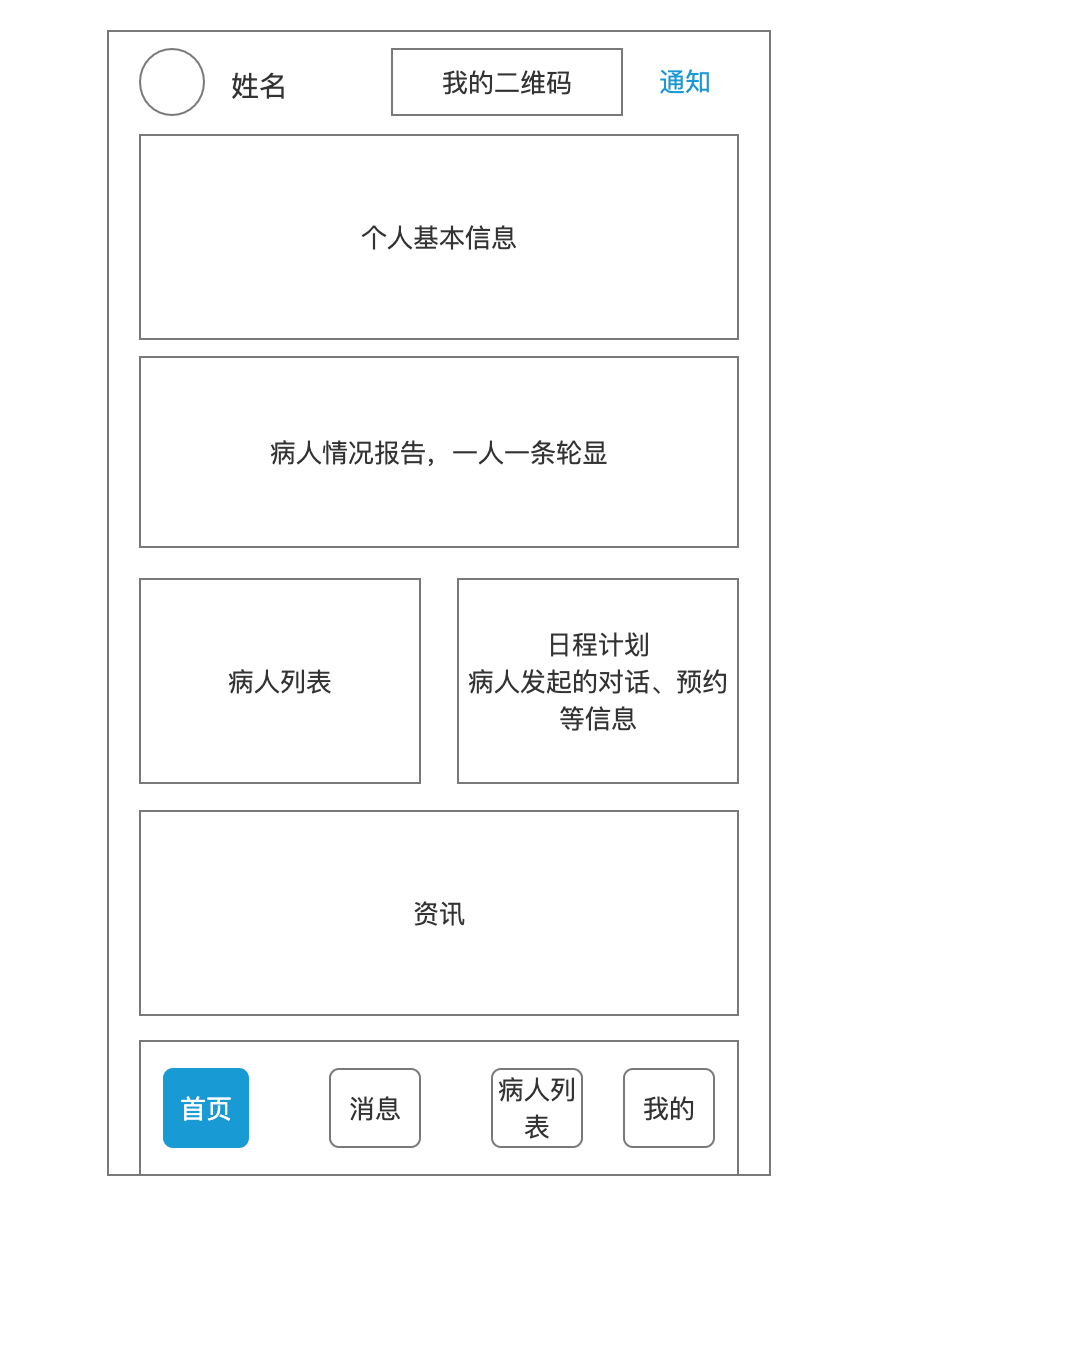 姓名
我的二维码
通知
个人基本信息
病人情况报告，一人一条轮显
病人列表
日程计划
病人发起的对话、预约
等信息
资讯
首页
消息
病人列
表
我的